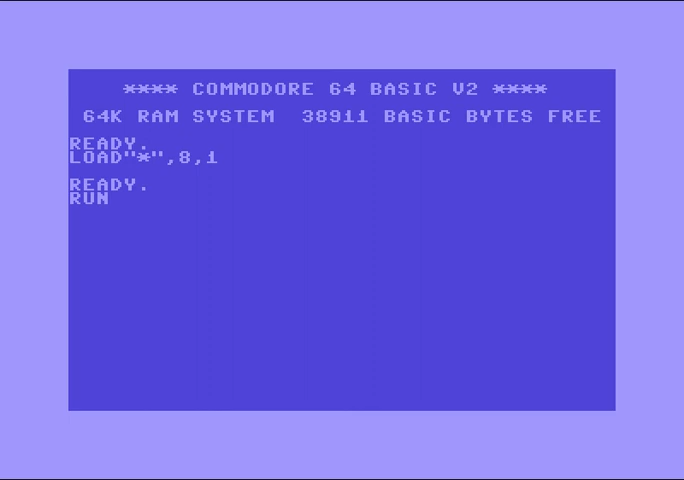 **** COMMODORE 64 BASIC V2 ****
64K RAM SYSTEM  38911 BASIC BYTES FREE
READY.
LOAD"*",8,1
READY.
RUN